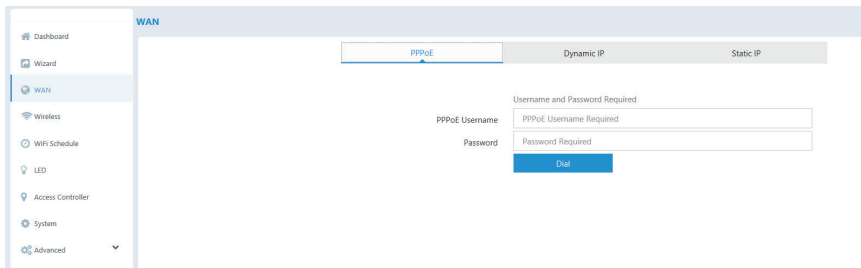 WAN
Dashboard
Wizard
WAN
Wireless
WiFi Schedule
LED
Access Controller
System
Advanced
PPPoE Dynamic IP Static IP
Username and Password Required
PPPoE Username PPPoE Username Required
Password Password Required
Dial